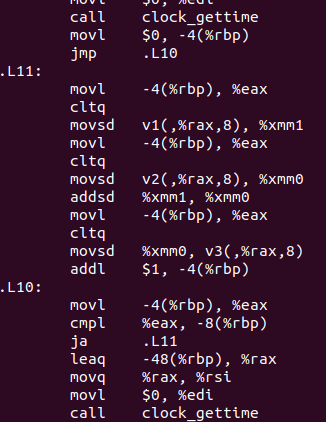 movl $0, %edi
call clock_gettime
movl $0, -4(%rbp)
jmp .L10
.L11:
movl -4(%rbp), %eax
cltq
movsd v1(,%rax,8), %xmm1
movl -4(%rbp), %eax
cltq
movsd v2(,%rax,8), %xmm0
addsd %xmm1, %xmm0
movl -4(%rbp), %eax
cltq
movsd %xmm0, v3(,%rax,8)
addl $1, -4(%rbp)
.L10:
movl -4(%rbp), %eax
cmpl %eax, -8(%rbp)
ja .L11
leaq -48(%rbp), %rax
movq %rax, %rsi
movl $0, %edi
call clock_gettime